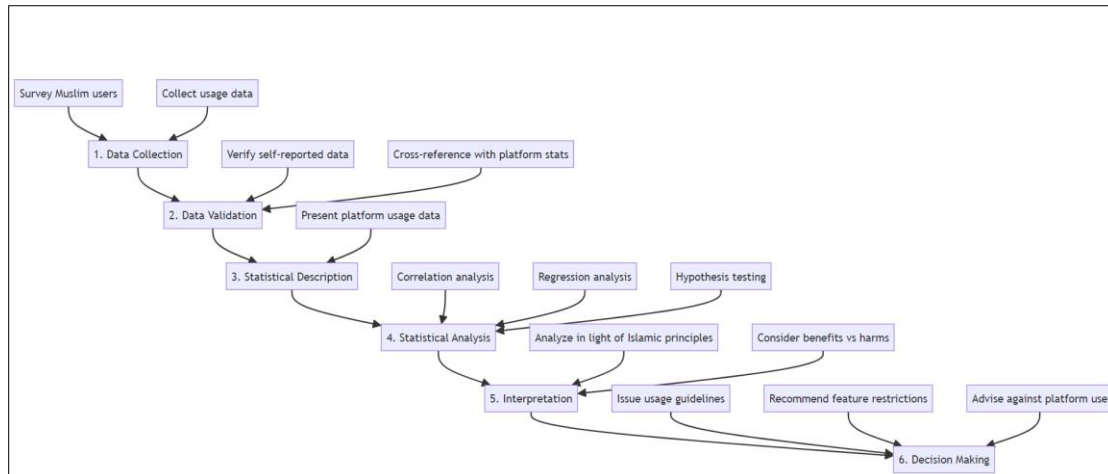 Survey Muslim users
Collect usage data
1. Data Collection
Verify self-reported data
Cross-reference with platform stats
2. Data Validation
Present platform usage data
3. Statistical Description
Correlation analysis
Regression analysis
Hypothesis testing
4. Statistical Analysis
Analyze in light of Islamic principles
Consider benefits vs harms
5. Interpretation
Issue usage guidelines
Recommend feature restrictions
Advise against platform use
6. Decision Making